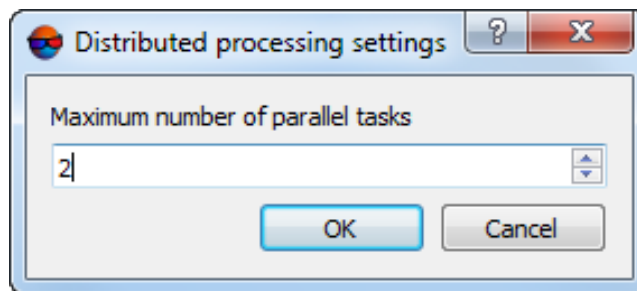 Distributed processing settings
Maximum number of parallel tasks
2
OK Cancel